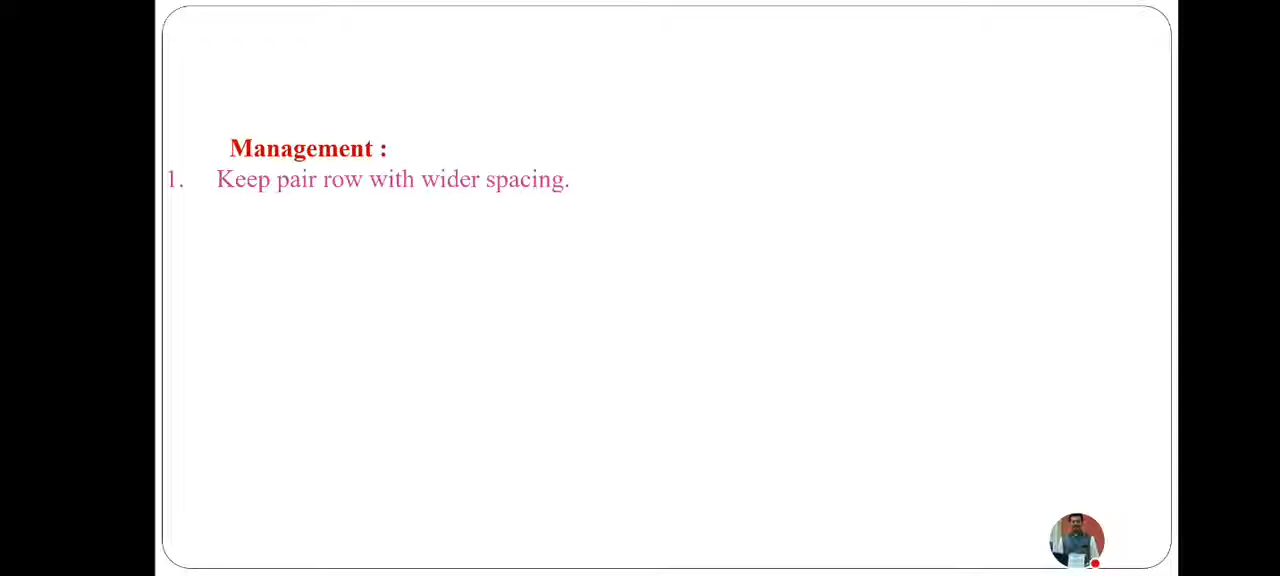 Management :
1. Keep pair row with wider spacing.